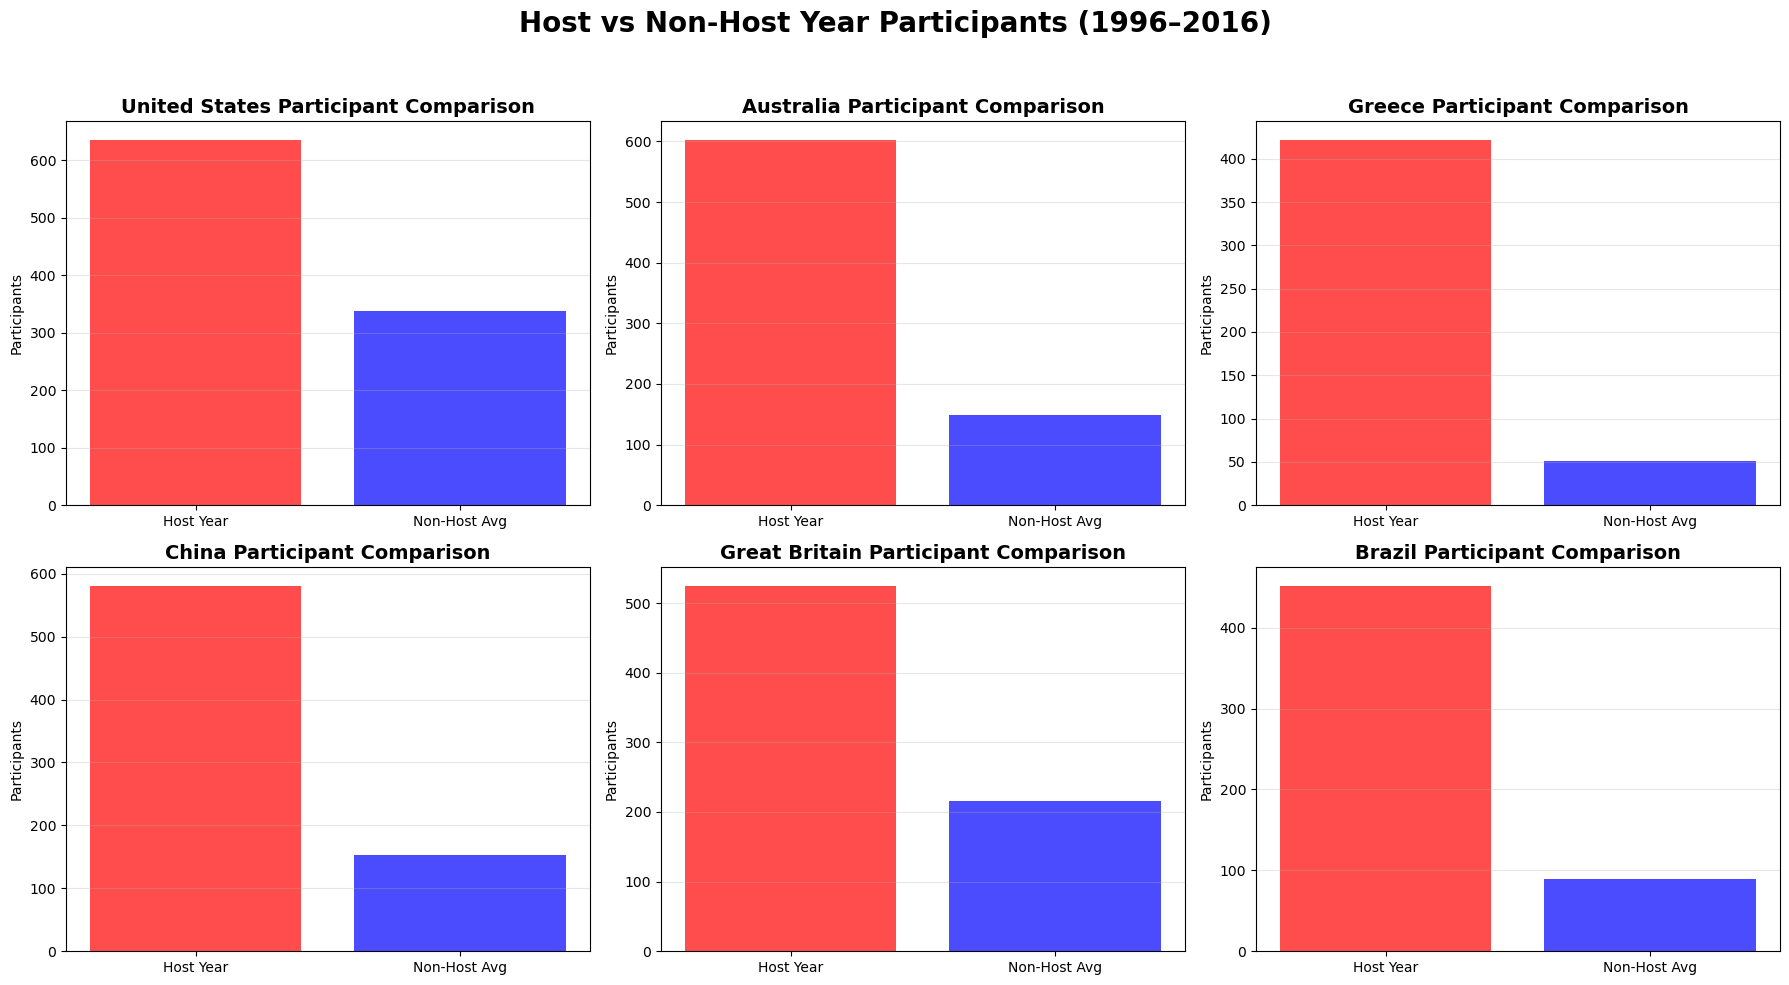 Host vs Non-Host Year Participants (1996–2016)
United States Participant Comparison
Participants
600
500
400
300
200
100
0
Host Year
Non-Host Avg
Australia Participant Comparison
Participants
600
500
400
300
200
100
0
Host Year
Non-Host Avg
Greece Participant Comparison
Participants
400
350
300
250
200
150
100
50
0
Host Year
Non-Host Avg
China Participant Comparison
Participants
600
500
400
300
200
100
0
Host Year
Non-Host Avg
Great Britain Participant Comparison
Participants
500
400
300
200
100
0
Host Year
Non-Host Avg
Brazil Participant Comparison
Participants
400
300
200
100
0
Host Year
Non-Host Avg